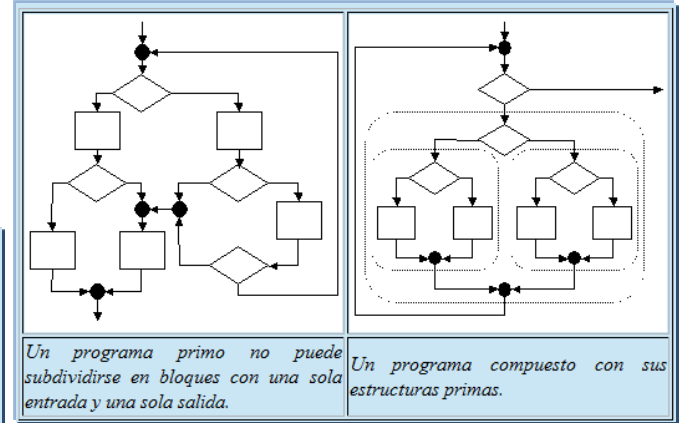 Un programa primo no puede
subdividirse en bloques con una sola
entrada y una sola salida.
Un programa compuesto con sus
estructuras primas.